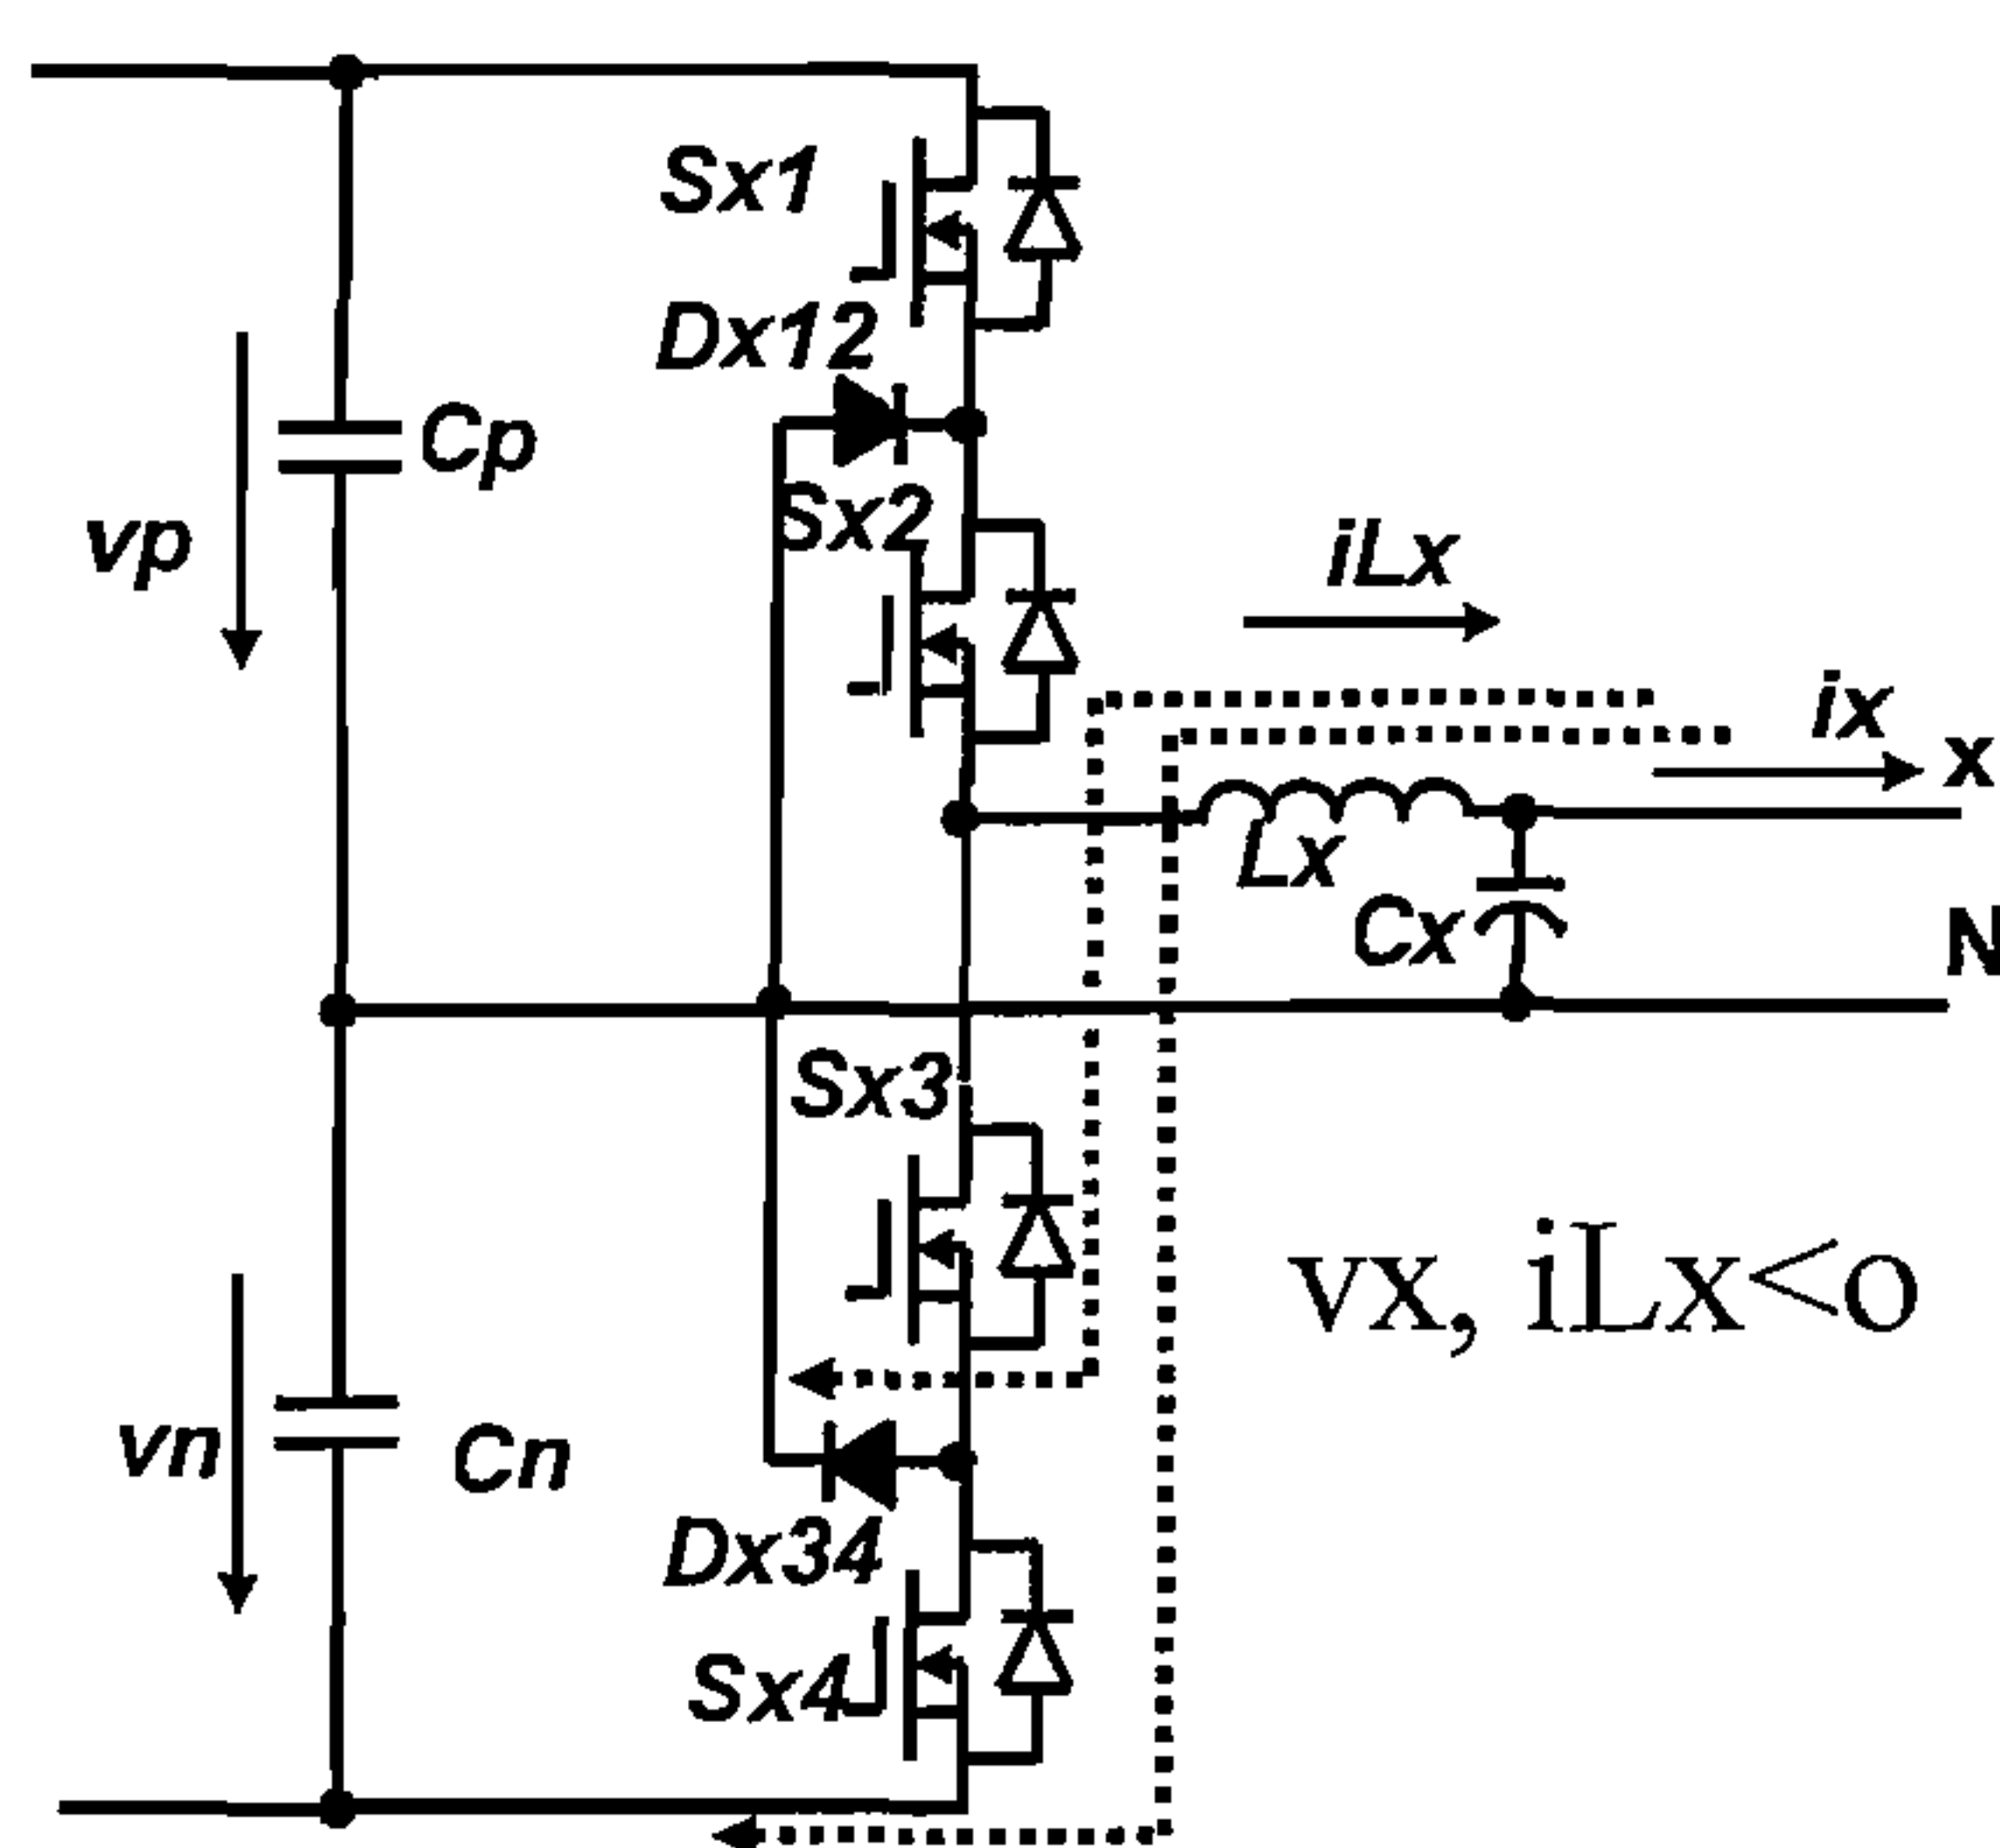 Sx1
Dx12
Cp
Sx2
vp
iLx
ix
x
Lx
Cx
N
Sx3
vx, iLx<o
vn
Cn
Dx34
Sx4